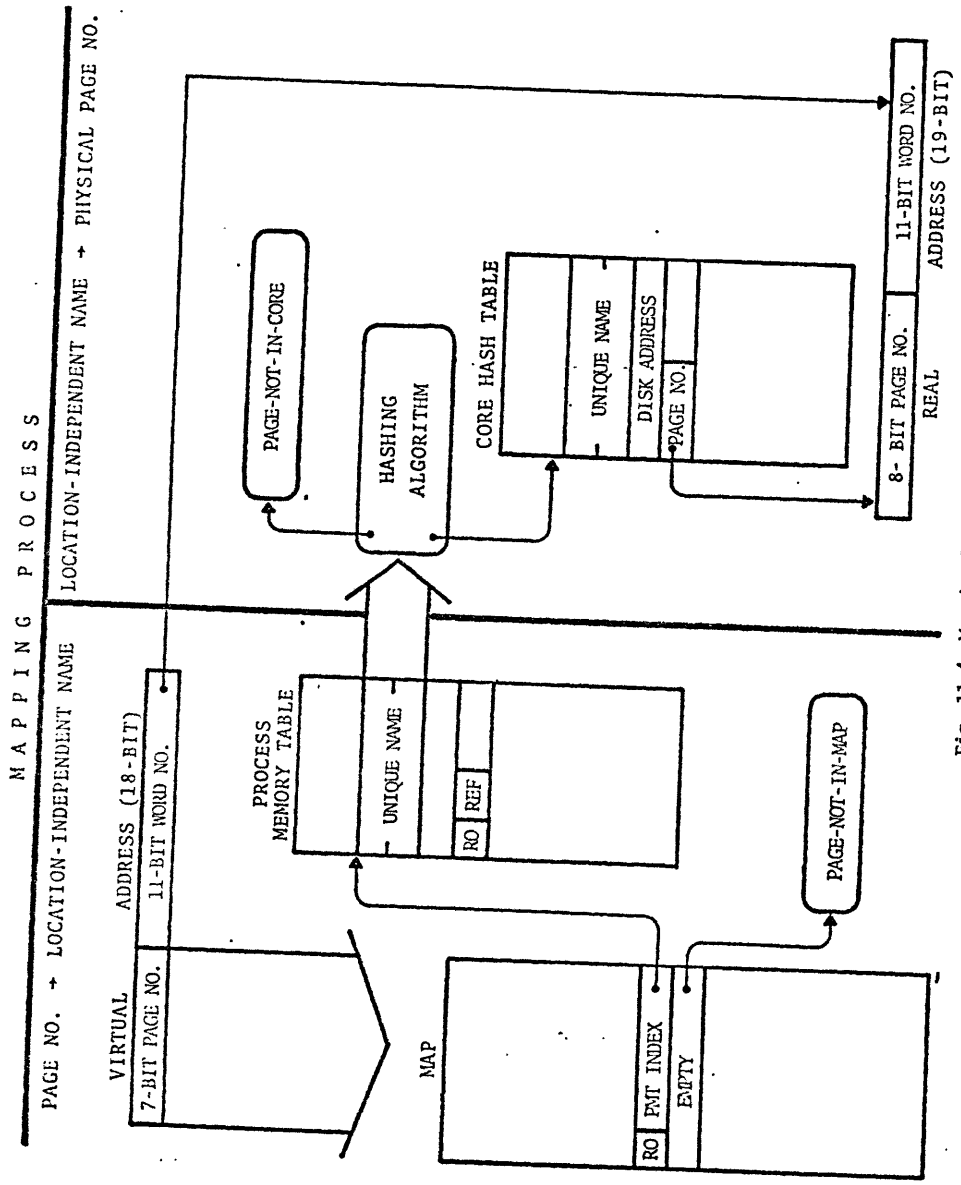 MAPPING PROCESS
PAGE NO. → LOCATION-INDEPENDENT NAME
LOCATION-INDEPENDENT NAME → PHYSICAL PAGE NO.
VIRTUAL ADDRESS (18-BIT)
7-BIT PAGE NO.
11-BIT WORD NO.
MAP
RO
PMT INDEX
EMPTY
PAGE-NOT-IN-MAP
PROCESS
MEMORY TABLE
UNIQUE NAME
RO
REF
HASHING
ALGORITHM
PAGE-NOT-IN-CORE
CORE HASH TABLE
UNIQUE NAME
DISK ADDRESS
PAGE NO.
8- BIT PAGE NO.
11-BIT WORD NO.
REAL ADDRESS (19-BIT)